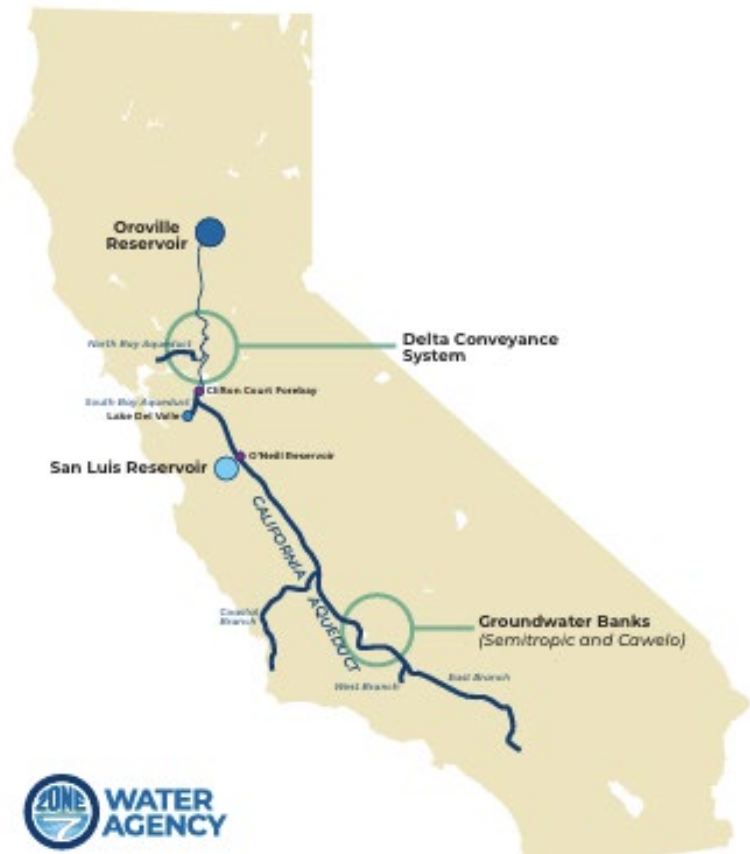 Oroville
Reservoir
Delta Conveyance
System
North Bay Aqueduct
Clifton Court Forebay
South Bay Aqueduct
Lake Del Valle
O'Neill Reservoir
San Luis Reservoir
CALIFORNIA
AQUEDUCT
Coastal
Branch
Groundwater Banks
(Semitropic and Cawelo)
West Branch
East Branch
ZONE 7
WATER
AGENCY